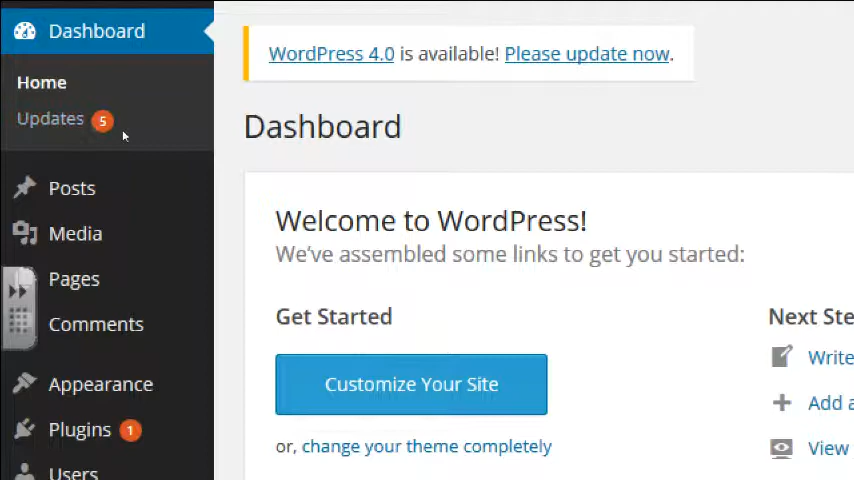 Dashboard
Home
Updates 5
Posts
Media
Pages
Comments
Appearance
Plugins 1
Users
WordPress 4.0 is available! Please update now.
Dashboard
Welcome to WordPress!
We've assembled some links to get you started:
Get Started
Customize Your Site
or, change your theme completely
Next Ste
Write
Add a
View